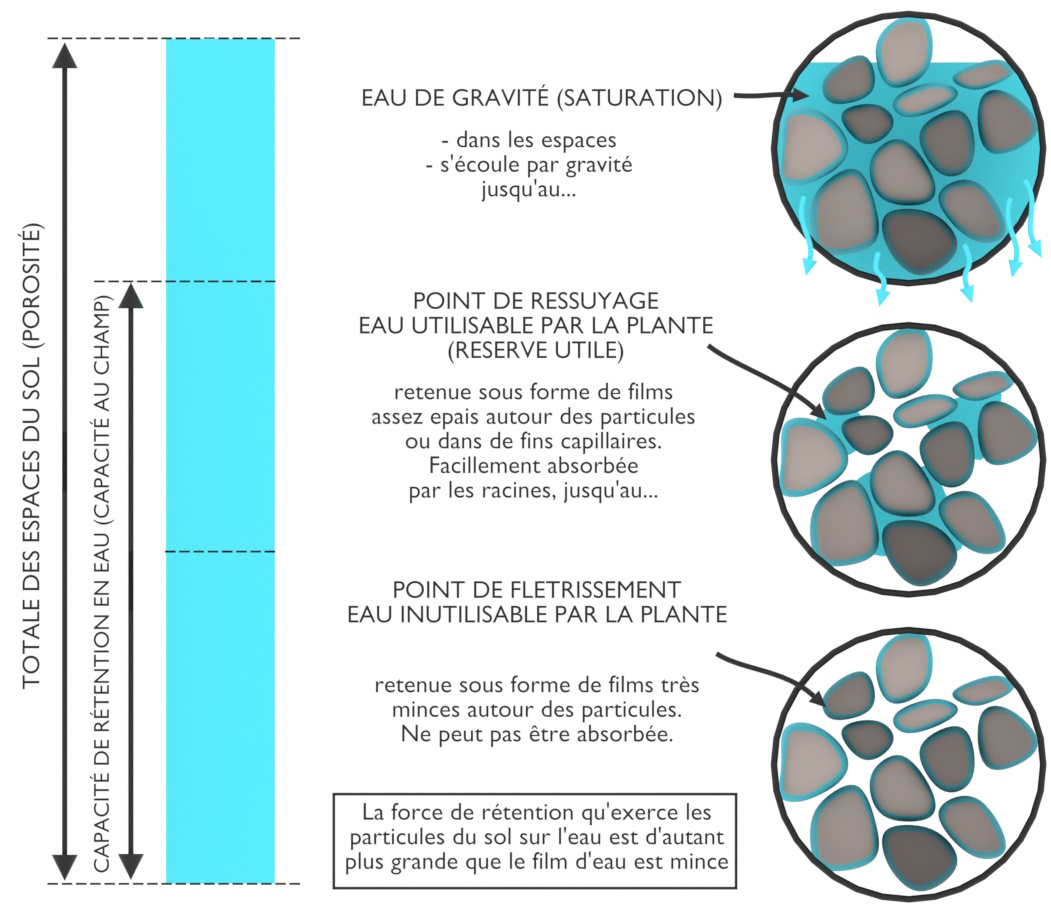 TOTALE DES ESPACES DU SOL (POROSITÉ)
CAPACITÉ DE RÉTENTION EN EAU (CAPACITÉ AU CHAMP)
EAU DE GRAVITÉ (SATURATION)
- dans les espaces
- s'écoule par gravité
jusqu'au...
POINT DE RESSUYAGE
EAU UTILISABLE PAR LA PLANTE
(RESERVE UTILE)
retenue sous forme de films
assez epais autour des particules
ou dans de fins capillaires.
Facillement absorbée
par les racines, jusqu'au...
POINT DE FLETRISSEMENT
EAU INUTILISABLE PAR LA PLANTE
retenue sous forme de films très
minces autour des particules.
Ne peut pas être absorbée.
La force de rétention qu'exerce les
particules du sol sur l'eau est d'autant
plus grande que le film d'eau est mince